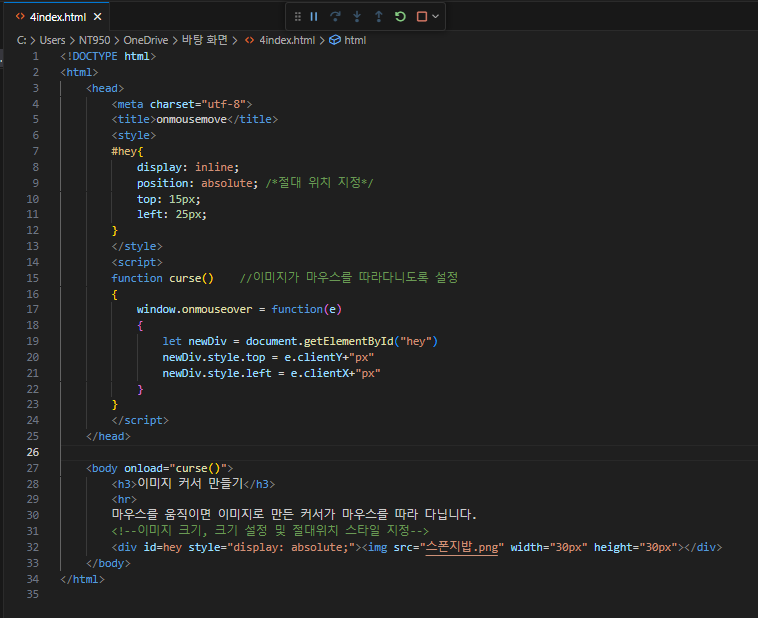 4index.html
C: > Users > NT950 > OneDrive > 바탕 화면 > 4index.html > html
1 <!DOCTYPE html>
2 <html>
3 <head>
4 <meta charset="utf-8">
5 <title>onmousemove</title>
6 <style>
7 #hey{
8 display: inline;
9 position: absolute; /*절대 위치 지정*/
10 top: 15px;
11 left: 25px;
12 }
13 </style>
14 <script>
15 function curse() //이미지가 마우스를 따라다니도록 설정
16 {
17 window.onmouseover = function(e)
18 {
19 let newDiv = document.getElementById("hey")
20 newDiv.style.top = e.clientY+"px"
21 newDiv.style.left = e.clientX+"px"
22 }
23 }
24 </script>
25 </head>
26
27 <body onload="curse()">
28 <h3>이미지 커서 만들기</h3>
29 <hr>
30 마우스를 움직이면 이미지로 만든 커서가 마우스를 따라 다닙니다.
31 <!--이미지 크기, 크기 설정 및 절대위치 스타일 지정-->
32 <div id=hey style="display: absolute;"><img src="스폰지밥.png" width="30px" height="30px"></div>
33 </body>
34 </html>
35